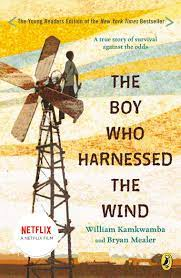 The Young Readers Edition of the New York Times Bestseller
A true story of survival
against the odds
THE
BOY
WHO
HARNESSED
THE
WIND
NETFLIX
A NETFLIX FILM
William Kamkwamba
and Bryan Mealer